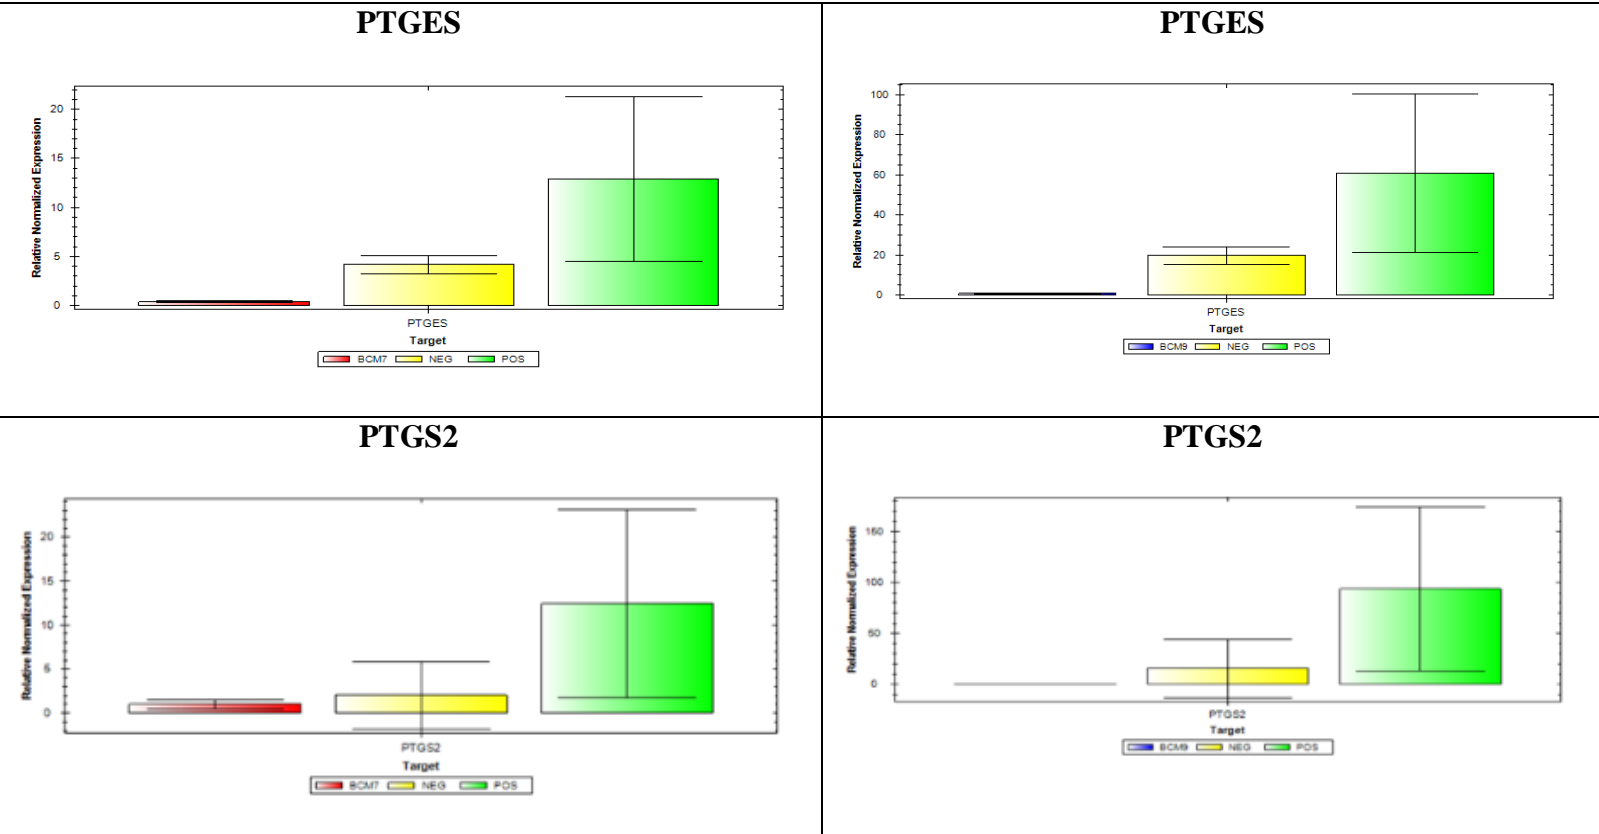 PTGES
Relative Normalized Expression
20
15
10
5
0
PTGES
Target
BCM7 NEG POS
PTGES
Relative Normalized Expression
100
80
60
40
20
0
PTGES
Target
BCM9 NEG POS
PTGS2
Relative Normalized Expression
20
15
10
5
0
PTGS2
Target
BCM7 NEG POS
PTGS2
Relative Normalized Expression
150
100
50
0
PTGS2
Target
BCM9 NEG POS